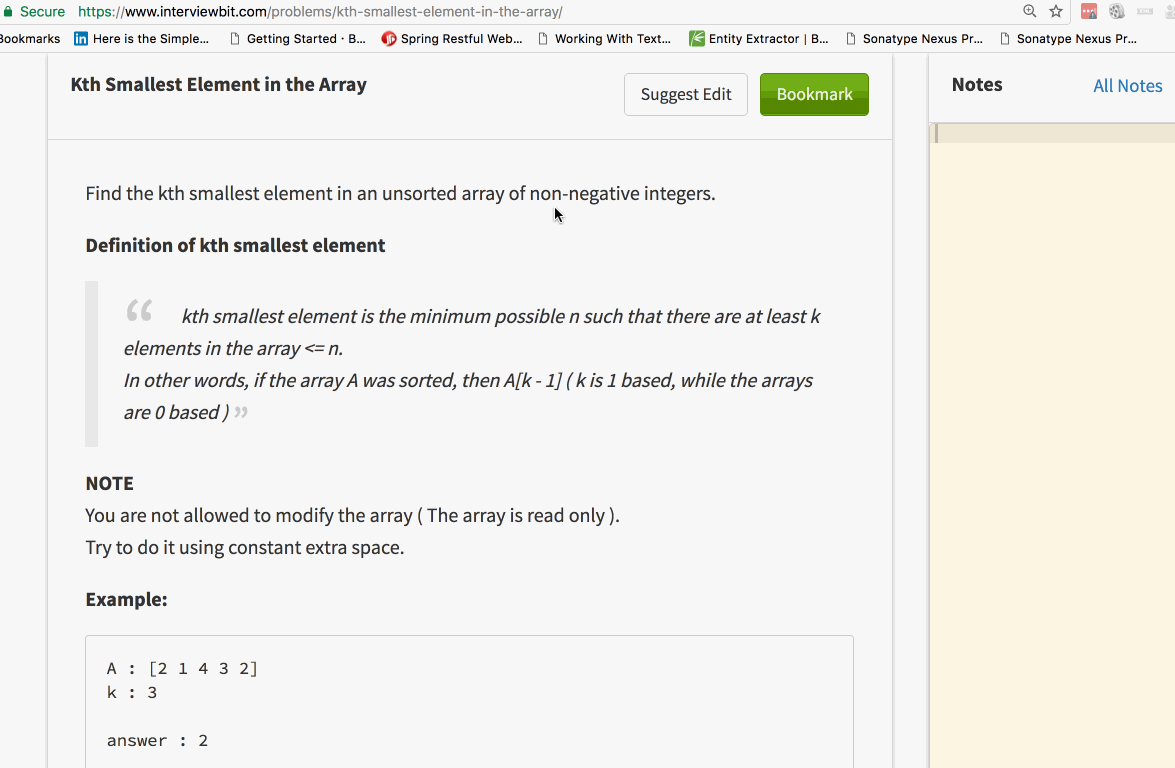 Secure https://www.interviewbit.com/problems/kth-smallest-element-in-the-array/
Bookmarks Here is the Simple... Getting Started · B... Spring Restful Web... Working With Text... Entity Extractor | B... Sonatype Nexus Pr... Sonatype Nexus Pr...
Kth Smallest Element in the Array
Suggest Edit
Bookmark
Notes
All Notes
Find the kth smallest element in an unsorted array of non-negative integers.
Definition of kth smallest element
“ kth smallest element is the minimum possible n such that there are at least k
elements in the array <= n.
In other words, if the array A was sorted, then A[k - 1] ( k is 1 based, while the arrays
are 0 based ) ”
NOTE
You are not allowed to modify the array ( The array is read only ).
Try to do it using constant extra space.
Example:
A : [2 1 4 3 2]
k : 3
answer : 2